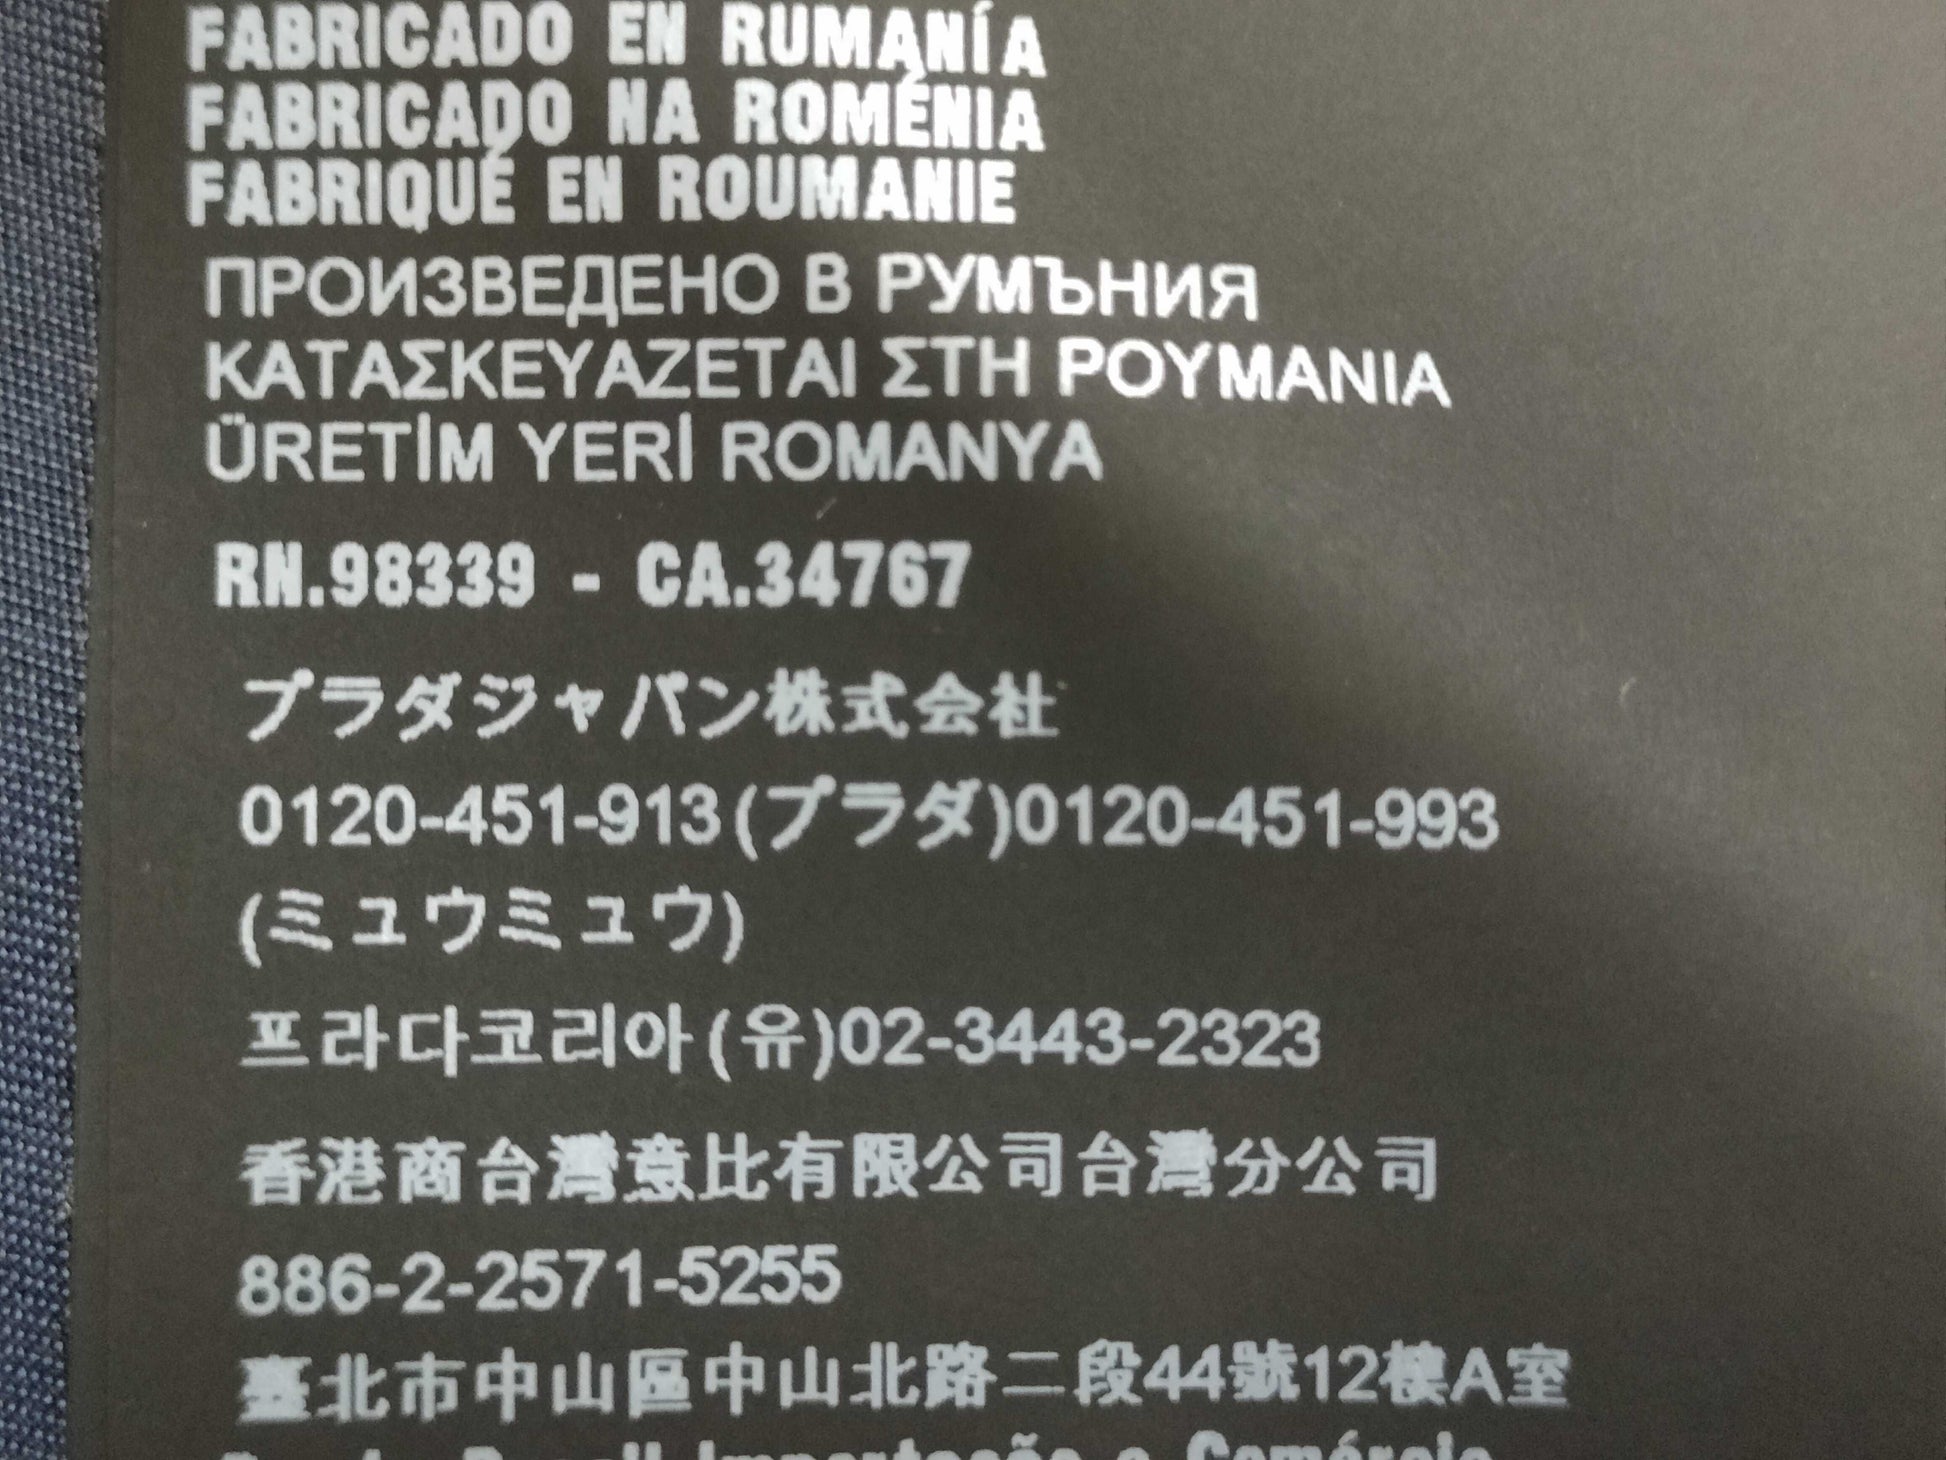 FABRICADO EN RUMANÍA
FABRICADO NA ROMÉNIA
FABRIQUÉ EN ROUMANIE
ПРОИЗВЕДЕНО В РУМЪНИЯ
ΚΑΤΑΣΚΕΥΑΖΕΤΑΙ ΣΤΗ ΡΟΥΜΑΝΙΑ
ÜRETİM YERİ ROMANYA
RN.98339 - CA.34767
プラダジャパン株式会社
0120-451-913(プラダ)0120-451-993
(ミュウミュウ)
프라다코리아(유)02-3443-2323
香港商台灣意比有限公司台灣分公司
886-2-2571-5255
臺北市中山區中山北路二段44號12樓A室
Importação e Comércio